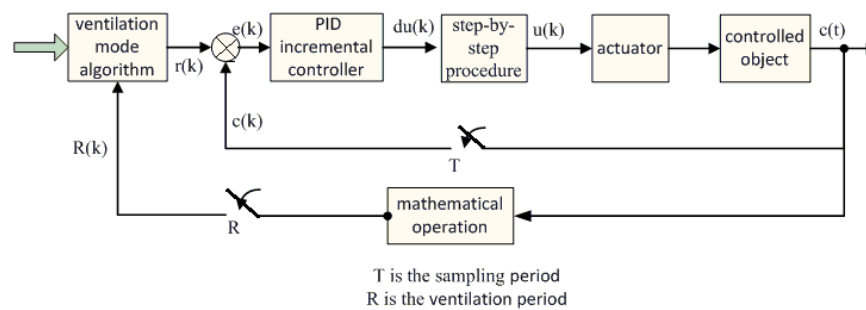 ventilation
mode
algorithm
r(k)
e(k)
PID
incremental
controller
du(k)
step-by-
step
procedure
u(k)
actuator
controlled
object
c(t)
c(k)
T
R(k)
R
mathematical
operation
T is the sampling period
R is the ventilation period